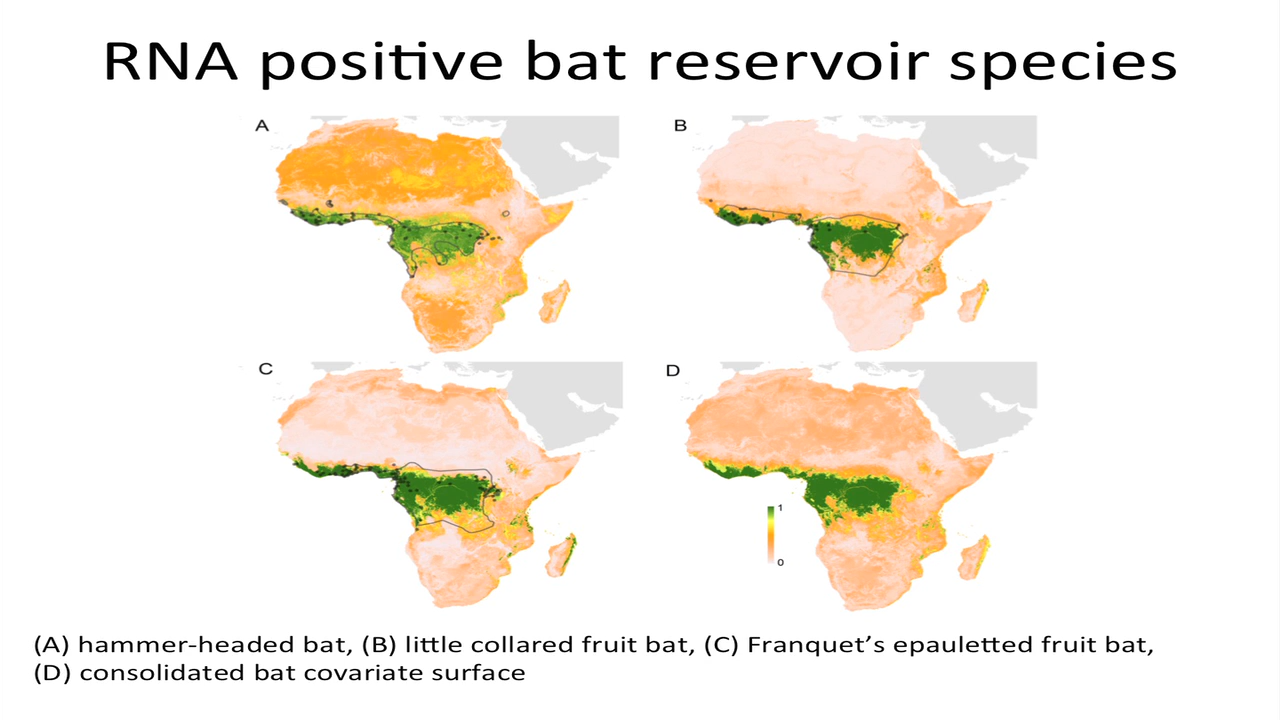 RNA positive bat reservoir species
A
B
C
D
1
0
(A) hammer-headed bat, (B) little collared fruit bat, (C) Franquet’s epauletted fruit bat,
(D) consolidated bat covariate surface